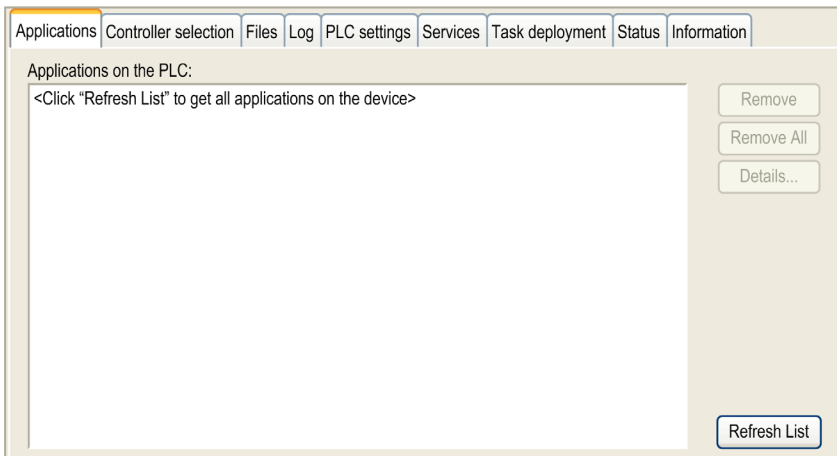 Applications Controller selection Files Log PLC settings Services Task deployment Status Information
Applications on the PLC:
<Click “Refresh List” to get all applications on the device>
Remove
Remove All
Details...
Refresh List